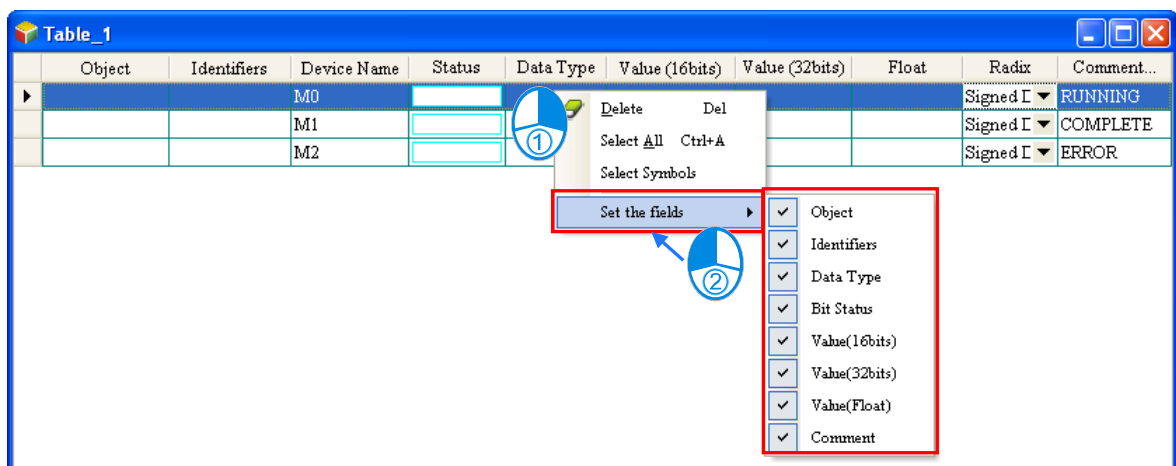 Table_1
Object Identifiers Device Name Status Data Type Value (16bits) Value (32bits) Float Radix Comment...
M0 Signed D RUNNING
M1 Signed D COMPLETE
M2 Signed D ERROR
1
Delete Del
Select All Ctrl+A
Select Symbols
Set the fields
2
Object
Identifiers
Data Type
Bit Status
Value(16bits)
Value(32bits)
Value(Float)
Comment